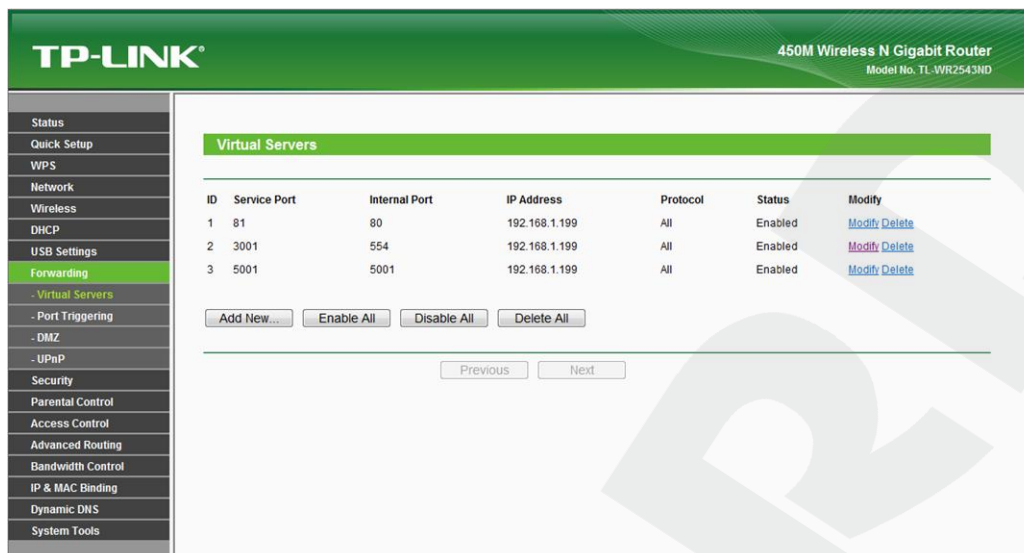 TP-LINK®
450M Wireless N Gigabit Router
Model No. TL-WR2543ND
Status
Quick Setup
WPS
Network
Wireless
DHCP
USB Settings
Forwarding
- Virtual Servers
- Port Triggering
- DMZ
- UPnP
Security
Parental Control
Access Control
Advanced Routing
Bandwidth Control
IP & MAC Binding
Dynamic DNS
System Tools
Virtual Servers
ID Service Port Internal Port IP Address Protocol Status Modify
1 81 80 192.168.1.199 All Enabled Modify Delete
2 3001 554 192.168.1.199 All Enabled Modify Delete
3 5001 5001 192.168.1.199 All Enabled Modify Delete
Add New... Enable All Disable All Delete All
Previous Next